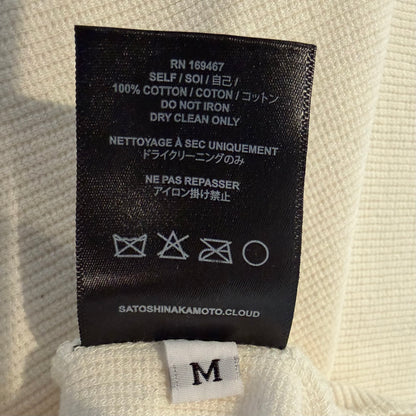 RN 169467
SELF / SOI / 自己 /
100% COTTON / COTON / コットン
DO NOT IRON
DRY CLEAN ONLY
NETTOYAGE À SEC UNIQUEMENT
ドライクリーニングのみ
NE PAS REPASSER
アイロン掛け禁止
SATOSHINAKAMOTO.CLOUD
M